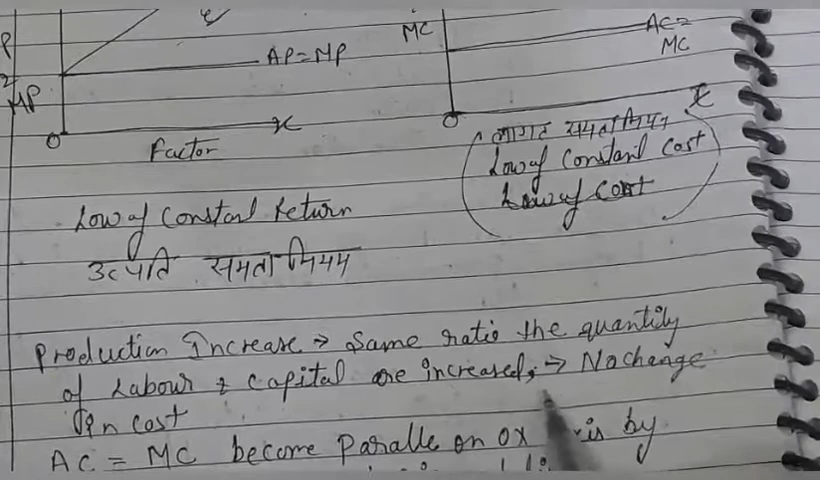 MC
AC =
MC
P
AP = MP
MP
O
x
Factor
O
x
लागत समता नियम
Law of Constant Cost
Law of Cost
Law of Constant Return
उत्पति समता नियम
Production Increase → Same ratio the quantity
of Labour & capital are increased, → No change
in cost
AC = MC become Paralle on OX is by